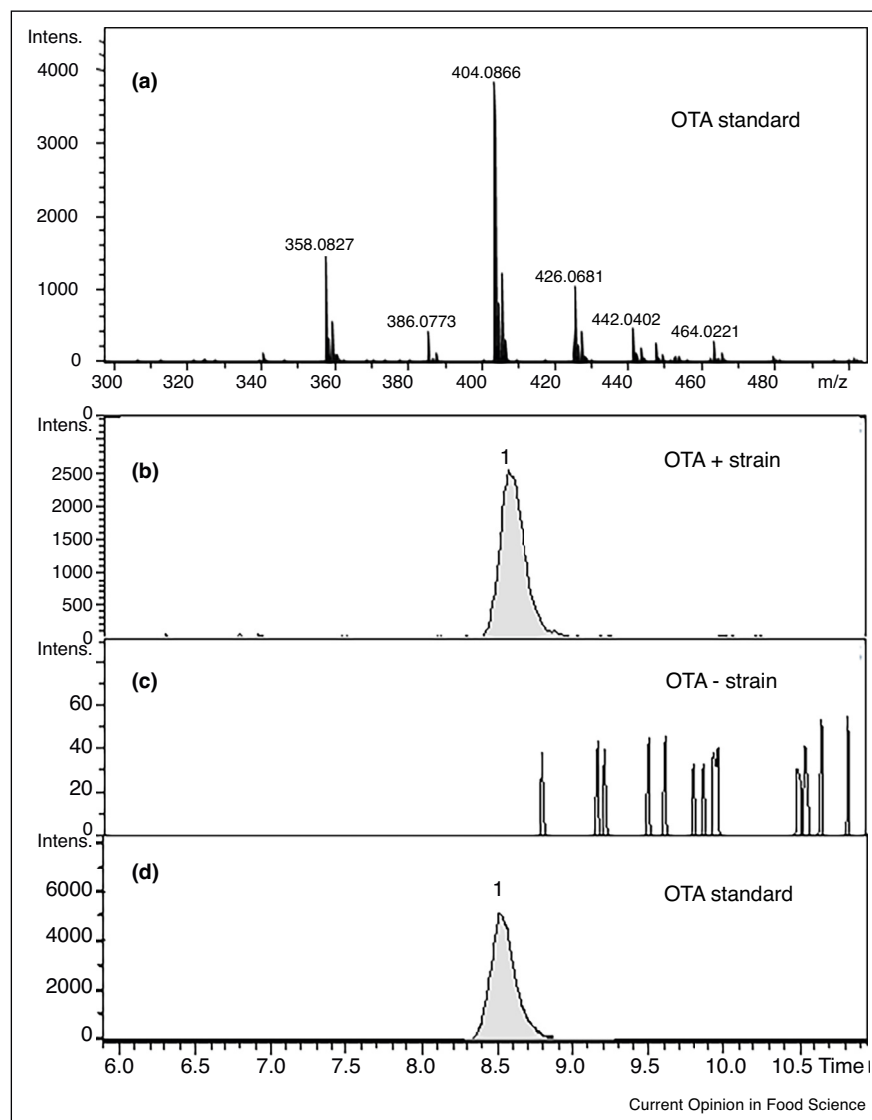 Intens.
(a)
4000
3000
2000
1000
0
404.0866
358.0827
386.0773
426.0681
442.0402
464.0221
OTA standard
300 320 340 360 380 400 420 440 460 480 m/z
0
Intens.
(b)
1
OTA + strain
2500
2000
1500
1000
500
0
Intens.
(c)
OTA - strain
60
40
20
0
Intens.
(d)
1
OTA standard
6000
4000
2000
0
6.0 6.5 7.0 7.5 8.0 8.5 9.0 9.5 10.0 10.5 Time
Current Opinion in Food Science